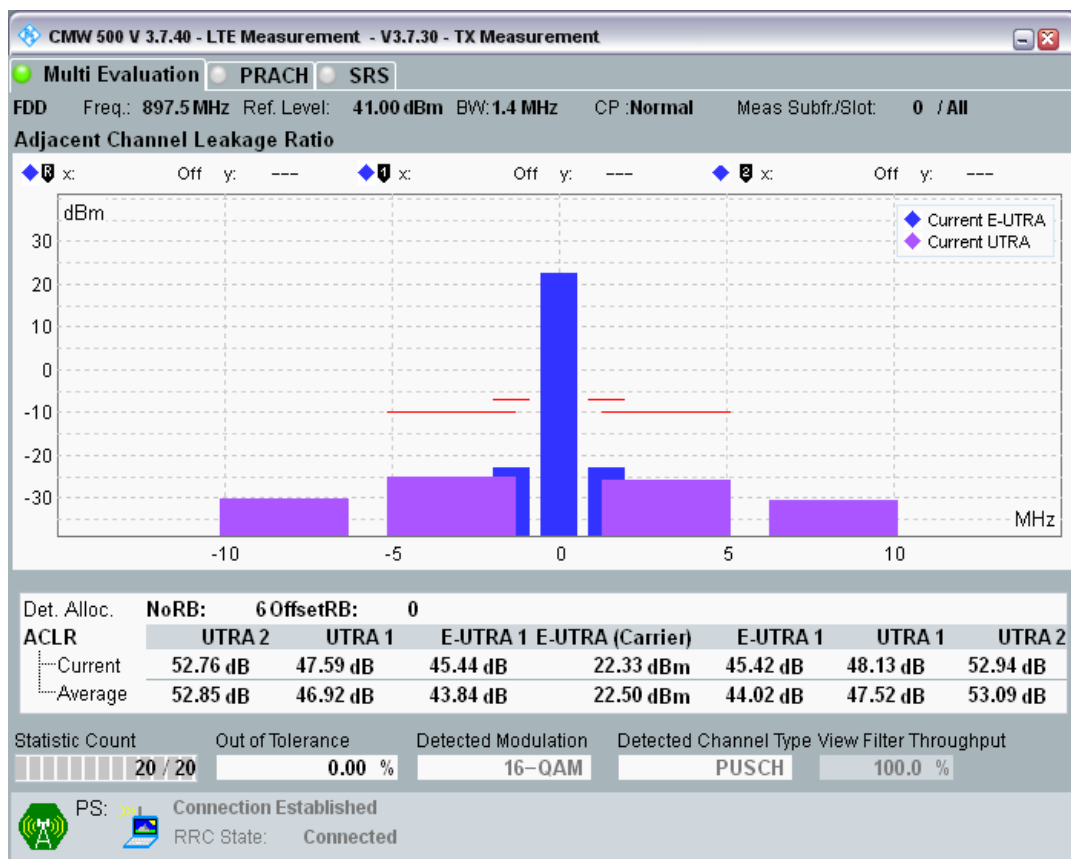 CMW 500 V 3.7.40 - LTE Measurement - V3.7.30 - TX Measurement
Multi Evaluation PRACH SRS
FDD Freq.: 897.5 MHz Ref. Level: 41.00 dBm BW: 1.4 MHz CP :Normal Meas Subfr./Slot: 0 / All
Adjacent Channel Leakage Ratio
R x: Off y: --- 1 x: Off y: --- 2 x: Off y: ---
dBm
Current E-UTRA
Current UTRA
30
20
10
0
-10
-20
-30
MHz
-10 -5 0 5 10
Det. Alloc. NoRB: 6 OffsetRB: 0
ACLR UTRA 2 UTRA 1 E-UTRA 1 E-UTRA (Carrier) E-UTRA 1 UTRA 1 UTRA 2
Current 52.76 dB 47.59 dB 45.44 dB 22.33 dBm 45.42 dB 48.13 dB 52.94 dB
Average 52.85 dB 46.92 dB 43.84 dB 22.50 dBm 44.02 dB 47.52 dB 53.09 dB
Statistic Count Out of Tolerance Detected Modulation Detected Channel Type View Filter Throughput
20 / 20 0.00 % 16-QAM PUSCH 100.0 %
PS: Connection Established
RRC State: Connected